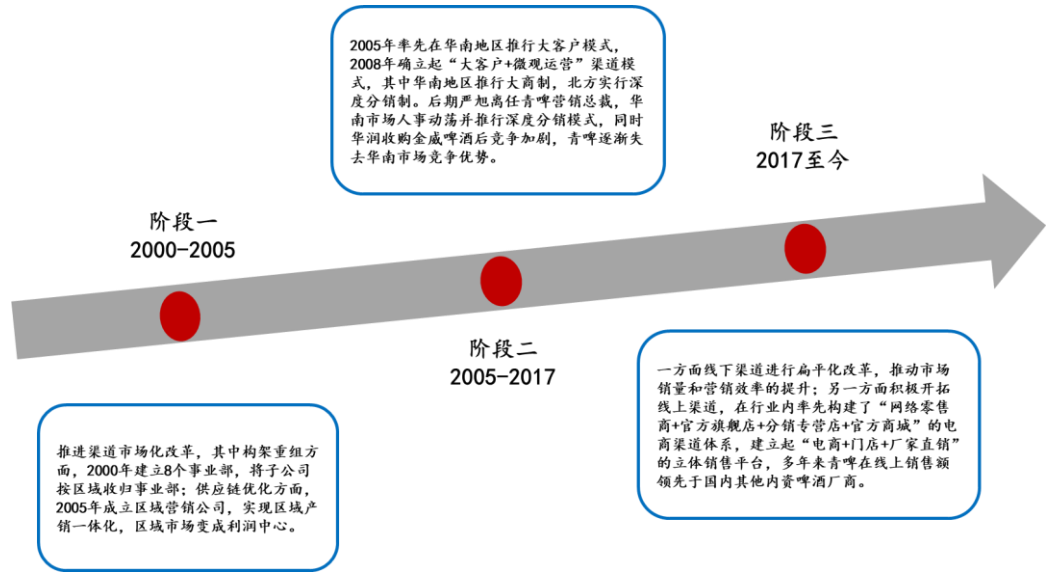 阶段一
2000-2005
推进渠道市场化改革，其中构架重组方
面，2000年建立8个事业部，将子公司
按区域收归事业部；供应链优化方面，
2005年成立区域营销公司，实现区域产
销一体化，区域市场变成利润中心。
2005年率先在华南地区推行大客户模式，
2008年确立起“大客户+微观运营”渠道模
式，其中华南地区推行大商制，北方实行深
度分销制。后期严旭离任青啤营销总裁，华
南市场人事动荡并推行深度分销模式，同时
华润收购金威啤酒后竞争加剧，青啤逐渐失
去华南市场竞争优势。
阶段二
2005-2017
阶段三
2017至今
一方面线下渠道进行扁平化改革，推动市场
销量和营销效率的提升；另一方面积极开拓
线上渠道，在行业内率先构建了“网络零售
商+官方旗舰店+分销专营店+官方商城”的电
商渠道体系，建立起“电商+门店+厂家直销”
的立体销售平台，多年来青啤在线上销售额
领先于国内其他内资啤酒厂商。